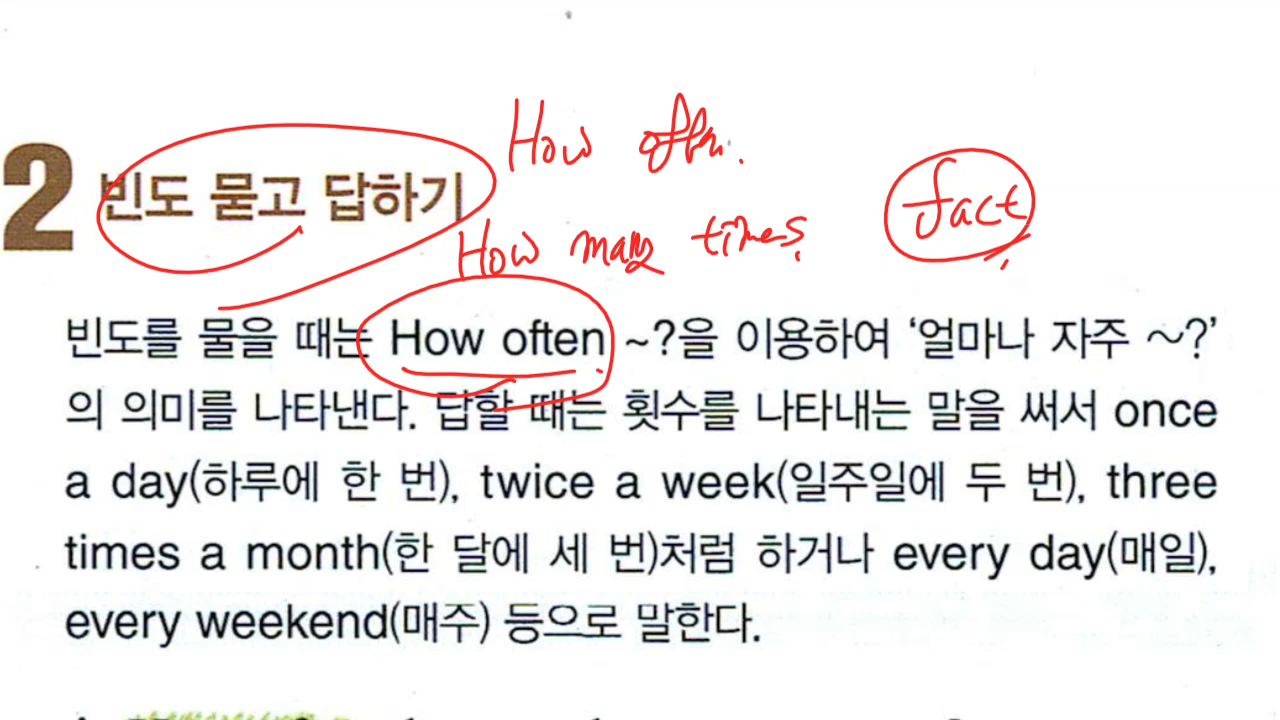 How often.
2 빈도 묻고 답하기
fact
How many times.
빈도를 물을 때는 How often ~?을 이용하여 ‘얼마나 자주 ~?’
의 의미를 나타낸다. 답할 때는 횟수를 나타내는 말을 써서 once
a day(하루에 한 번), twice a week(일주일에 두 번), three
times a month(한 달에 세 번)처럼 하거나 every day(매일),
every weekend(매주) 등으로 말한다.